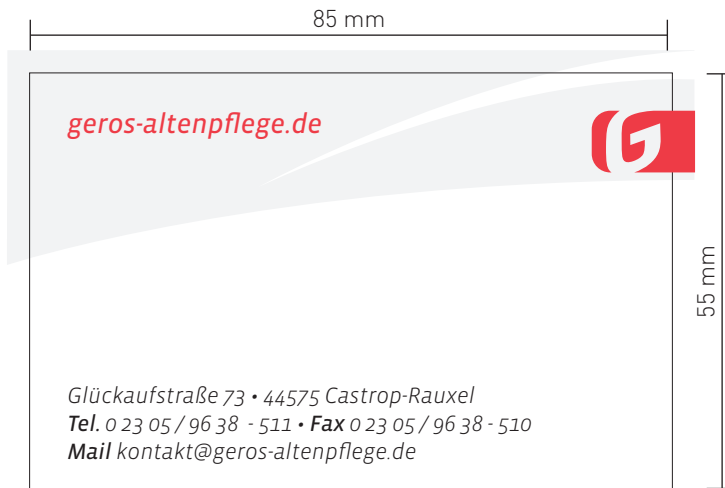 85 mm
geros-altenpflege.de
G
55 mm
Glückaufstraße 73 • 44575 Castrop-Rauxel
Tel. 0 23 05 / 96 38 - 511 • Fax 0 23 05 / 96 38 - 510
Mail kontakt@geros-altenpflege.de